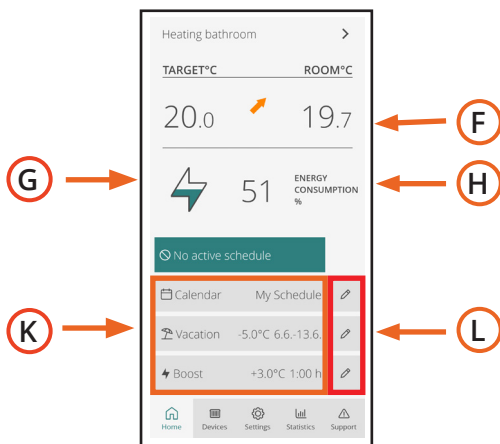 Heating bathroom
TARGET°C ROOM°C
20.0 19.7
F
G
51 ENERGY CONSUMPTION %
H
No active schedule
Calendar My Schedule
K
Vacation -5.0°C 6.6.-13.6.
L
Boost +3.0°C 1:00 h
Home Devices Settings Statistics Support